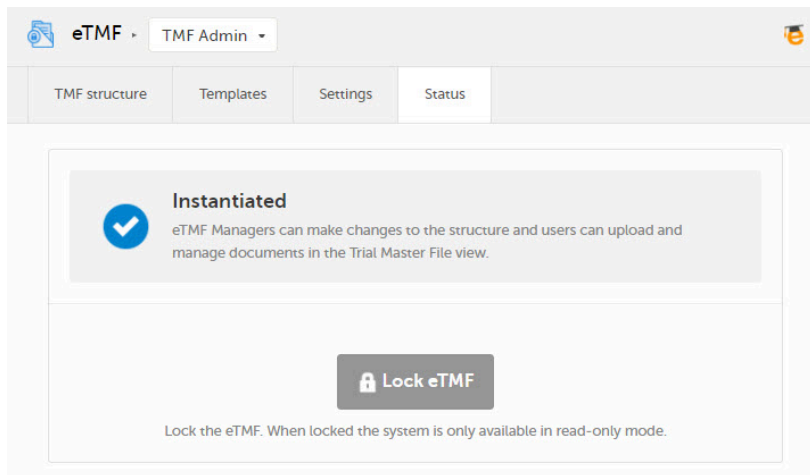 eTMF TMF Admin
TMF structure Templates Settings Status
Instantiated
eTMF Managers can make changes to the structure and users can upload and
manage documents in the Trial Master File view.
Lock eTMF
Lock the eTMF. When locked the system is only available in read-only mode.